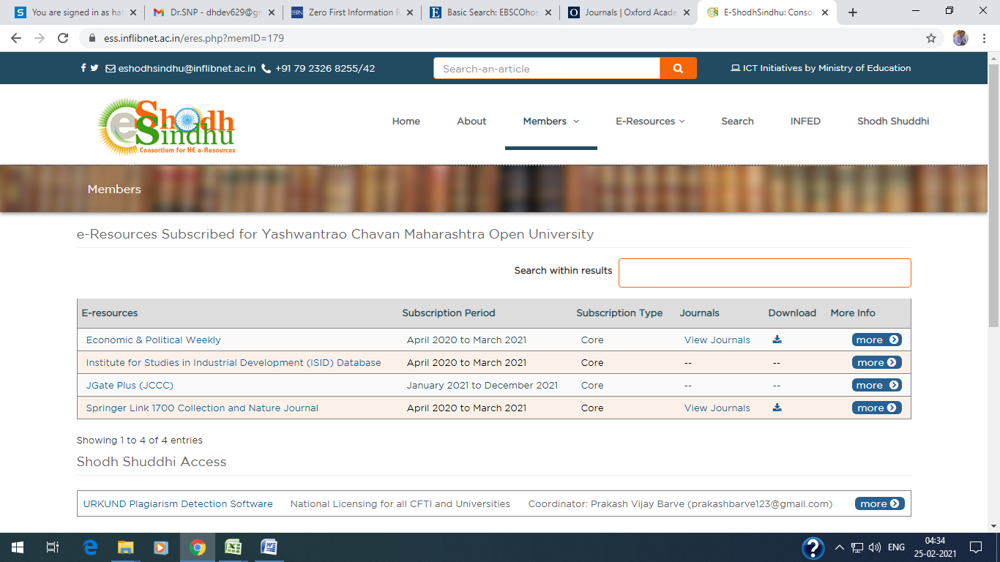 You are signed in as hat
Dr.SNP - dhdev629@gm
SSRN Zero First Information R
Basic Search: EBSCOhos
Journals | Oxford Acade
E-ShodhSindhu: Consor
ess.inflibnet.ac.in/eres.php?memID=179
eshodhsindhu@inflibnet.ac.in +91 79 2326 8255/42
Search-an-article
ICT Initiatives by Ministry of Education
eShodh
Sindhu
Consortium for HE e-Resources
Home About Members E-Resources Search INFED Shodh Shuddhi
Members
e-Resources Subscribed for Yashwantrao Chavan Maharashtra Open University
Search within results
E-resources Subscription Period Subscription Type Journals Download More Info
Economic & Political Weekly April 2020 to March 2021 Core View Journals more
Institute for Studies in Industrial Development (ISID) Database April 2020 to March 2021 Core -- -- more
JGate Plus (JCCC) January 2021 to December 2021 Core -- -- more
Springer Link 1700 Collection and Nature Journal April 2020 to March 2021 Core View Journals more
Showing 1 to 4 of 4 entries
Shodh Shuddhi Access
URKUND Plagiarism Detection Software National Licensing for all CFTI and Universities Coordinator: Prakash Vijay Barve (prakashbarve123@gmail.com) more
ENG
04:34
25-02-2021